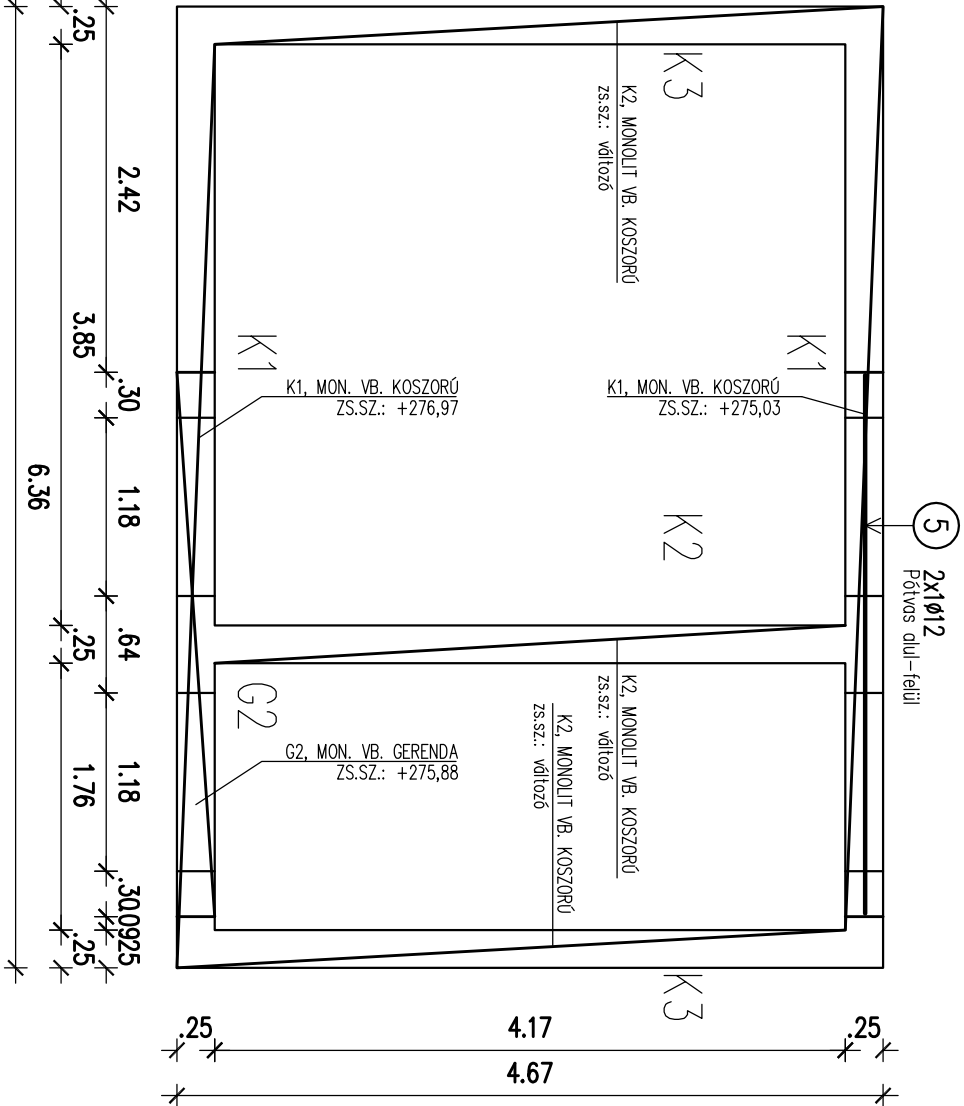 K3
K2, MONOLIT VB. KOSZORÚ
zs.sz.: változó
K1
K1, MON. VB. KOSZORÚ
ZS.SZ.: +276,97
K1
K1, MON. VB. KOSZORÚ
ZS.SZ.: +275,03
K2
5
2x1ø12
Pótvas alul-felül
K2, MONOLIT VB. KOSZORÚ
zs.sz.: változó
K2, MONOLIT VB. KOSZORÚ
zs.sz.: változó
G2
G2, MON. VB. GERENDA
ZS.SZ.: +275,88
K3
2.42
.30
1.18
.64
1.18
.30
.0925
.25
3.85
.25
1.76
.25
6.36
.25
4.17
.25
4.67